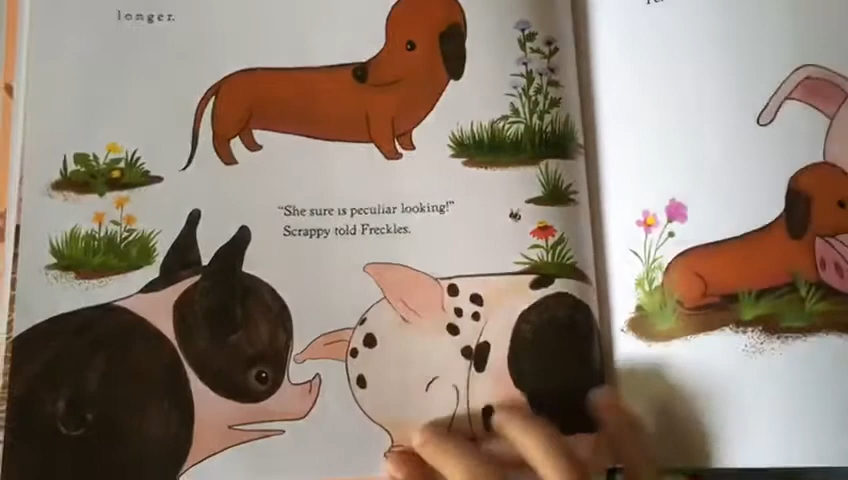 longer.
"She sure is peculiar looking!"
Scrappy told Freckles.